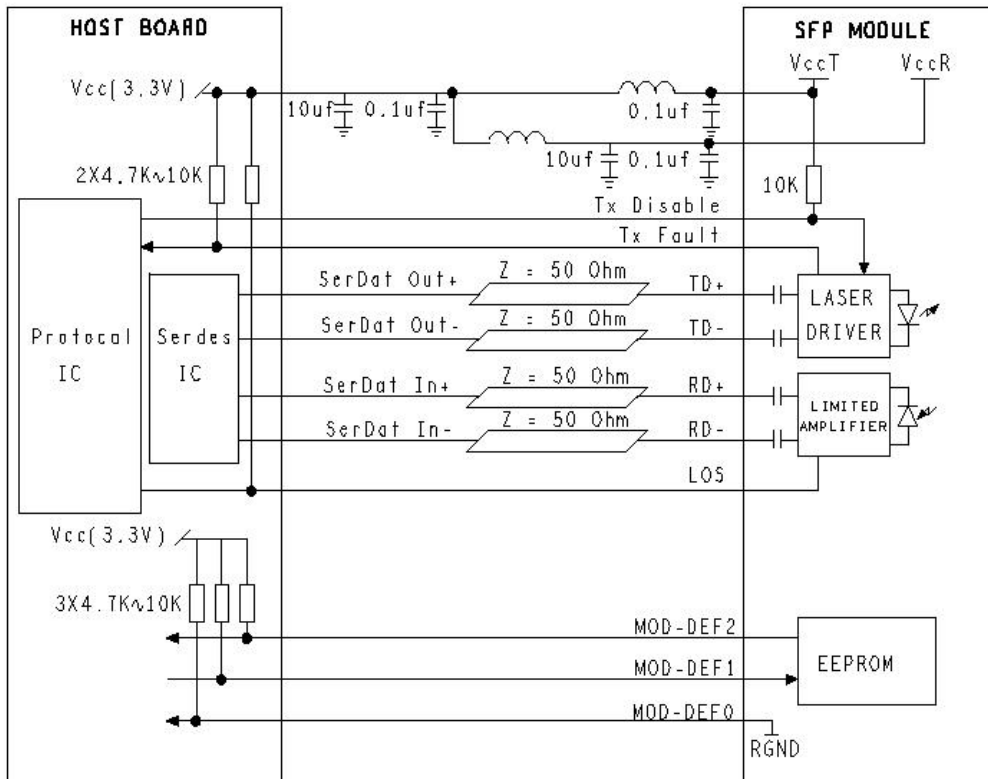 HOST BOARD
SFP MODULE
VccT
VccR
Vcc(3.3V)
10uf
0.1uf
0.1uf
10uf
0.1uf
2X4.7K~10K
10K
Tx Disable
Tx Fault
SerDat Out+
Z = 50 Ohm
TD+
SerDat Out-
Z = 50 Ohm
TD-
SerDat In+
Z = 50 Ohm
RD+
SerDat In-
Z = 50 Ohm
RD-
LOS
Protocal
IC
Serdes
IC
LASER
DRIVER
LIMITED
AMPLIFIER
Vcc(3.3V)
3X4.7K~10K
MOD-DEF2
MOD-DEF1
MOD-DEF0
EEPROM
RGND